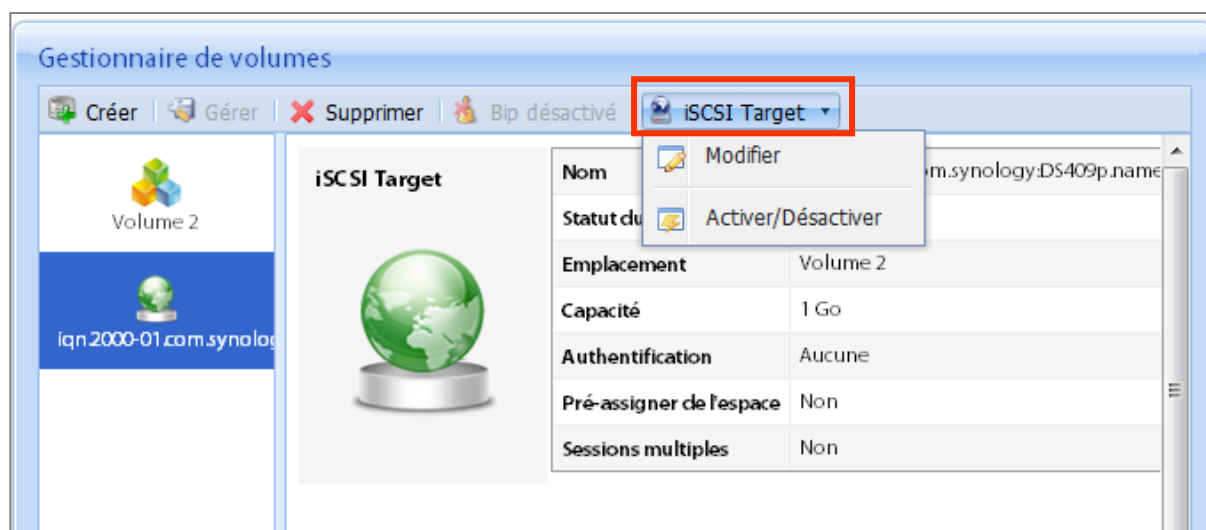 Gestionnaire de volumes
Créer Gérer Supprimer Bip désactivé iSCSI Target
Modifier
Activer/Désactiver
Volume 2
iqn.2000-01.com.synolog
iSCSI Target
Nom m.synology:DS409p.name
Statut du
Emplacement Volume 2
Capacité 1 Go
Authentification Aucune
Pré-assigner de l'espace Non
Sessions multiples Non